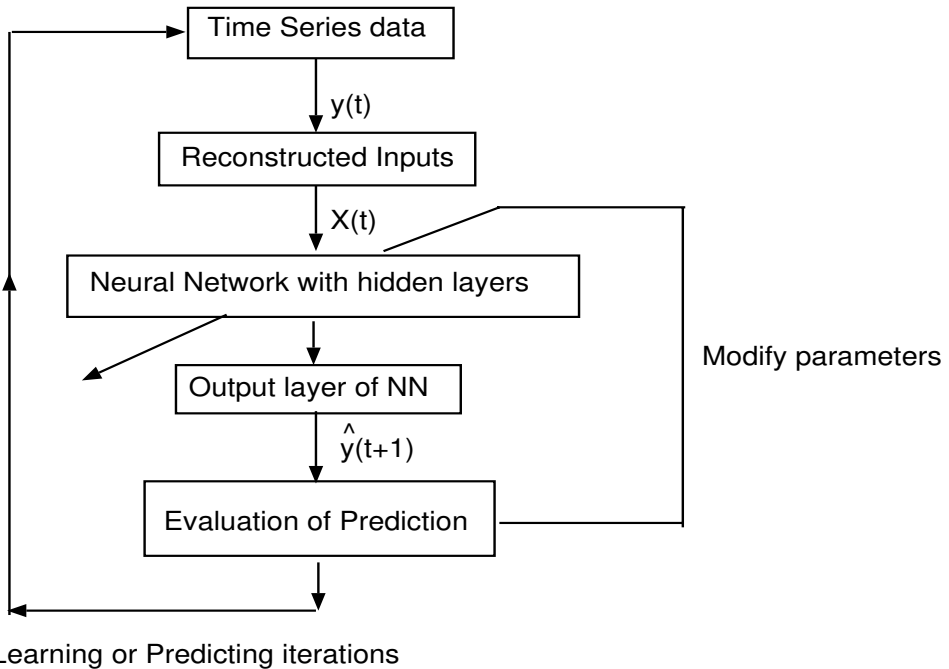 Time Series data
y(t)
Reconstructed Inputs
X(t)
Neural Network with hidden layers
Modify parameters
Output layer of NN
ŷ(t+1)
Evaluation of Prediction
Learning or Predicting iterations